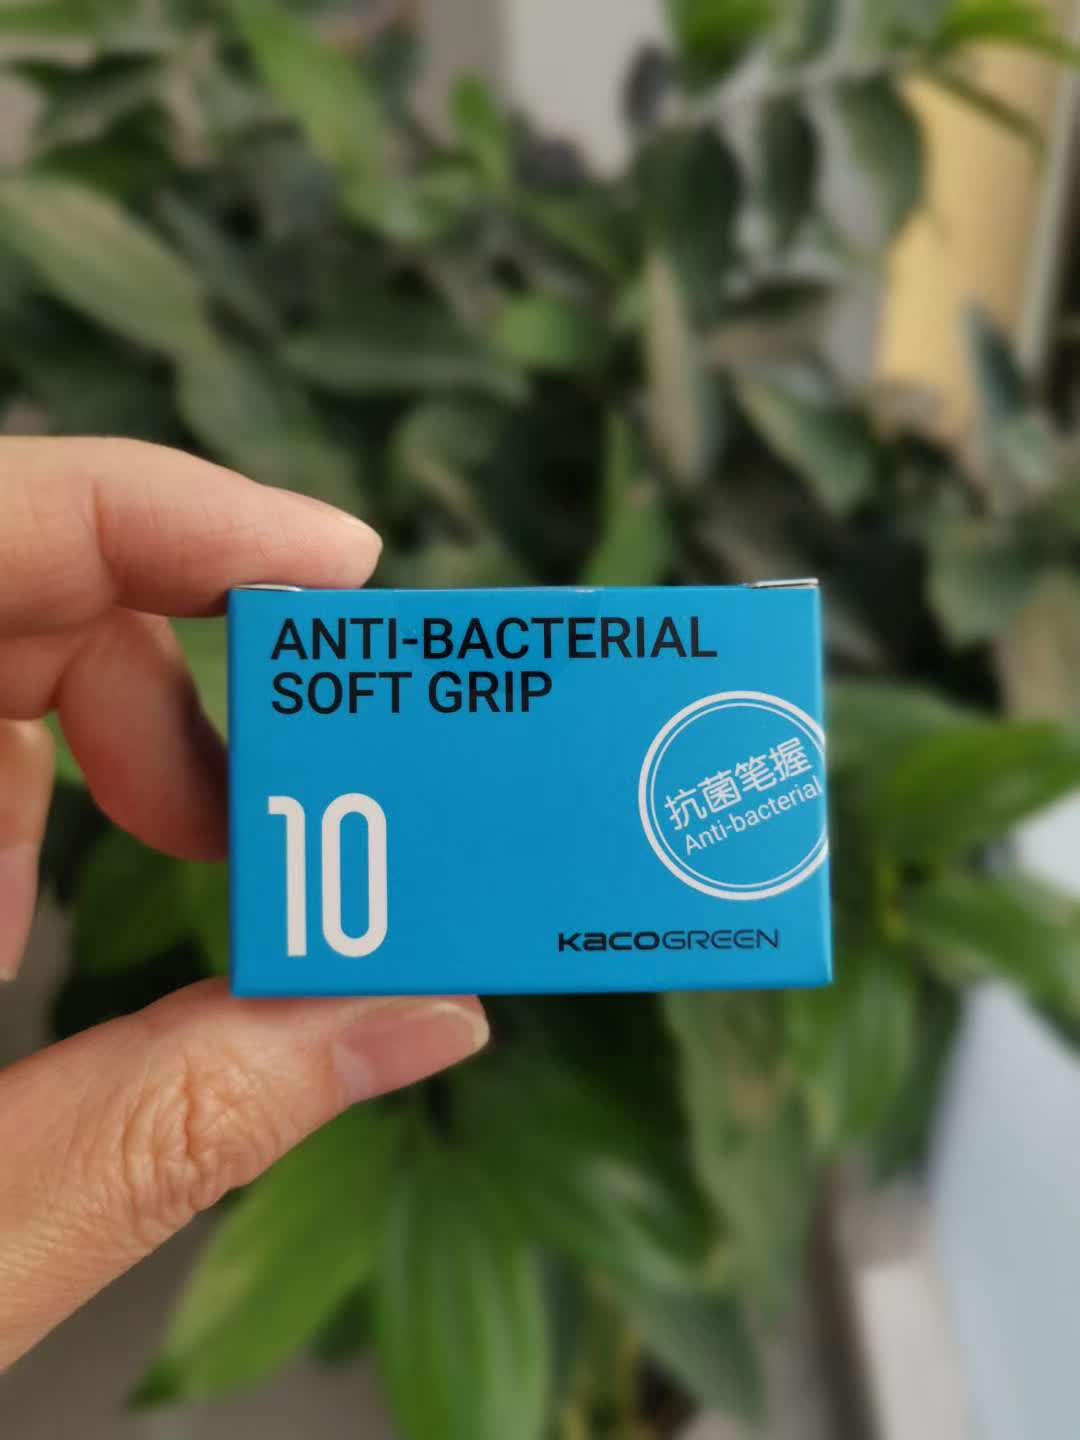 ANTI-BACTERIAL
SOFT GRIP
抗菌笔握
Anti-bacterial
10
KACOGREEN